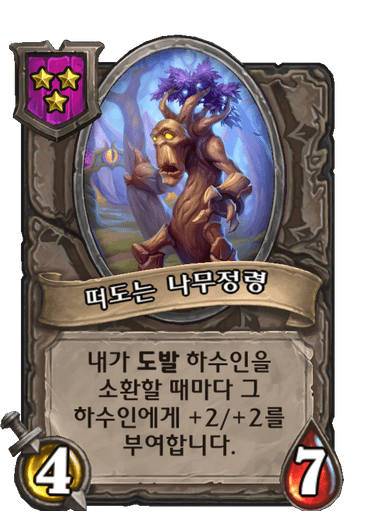 떠도는 나무정령
내가 도발 하수인을
소환할 때마다 그
하수인에게 +2/+2를
부여합니다.
4
7